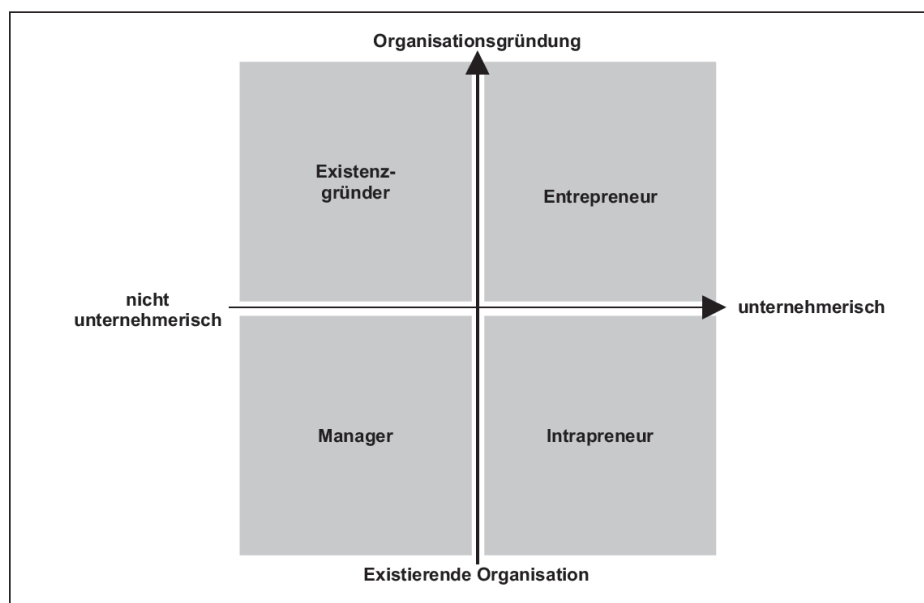 Organisationsgründung
Existenz-
gründer
Entrepreneur
nicht
unternehmerisch
unternehmerisch
Manager
Intrapreneur
Existierende Organisation